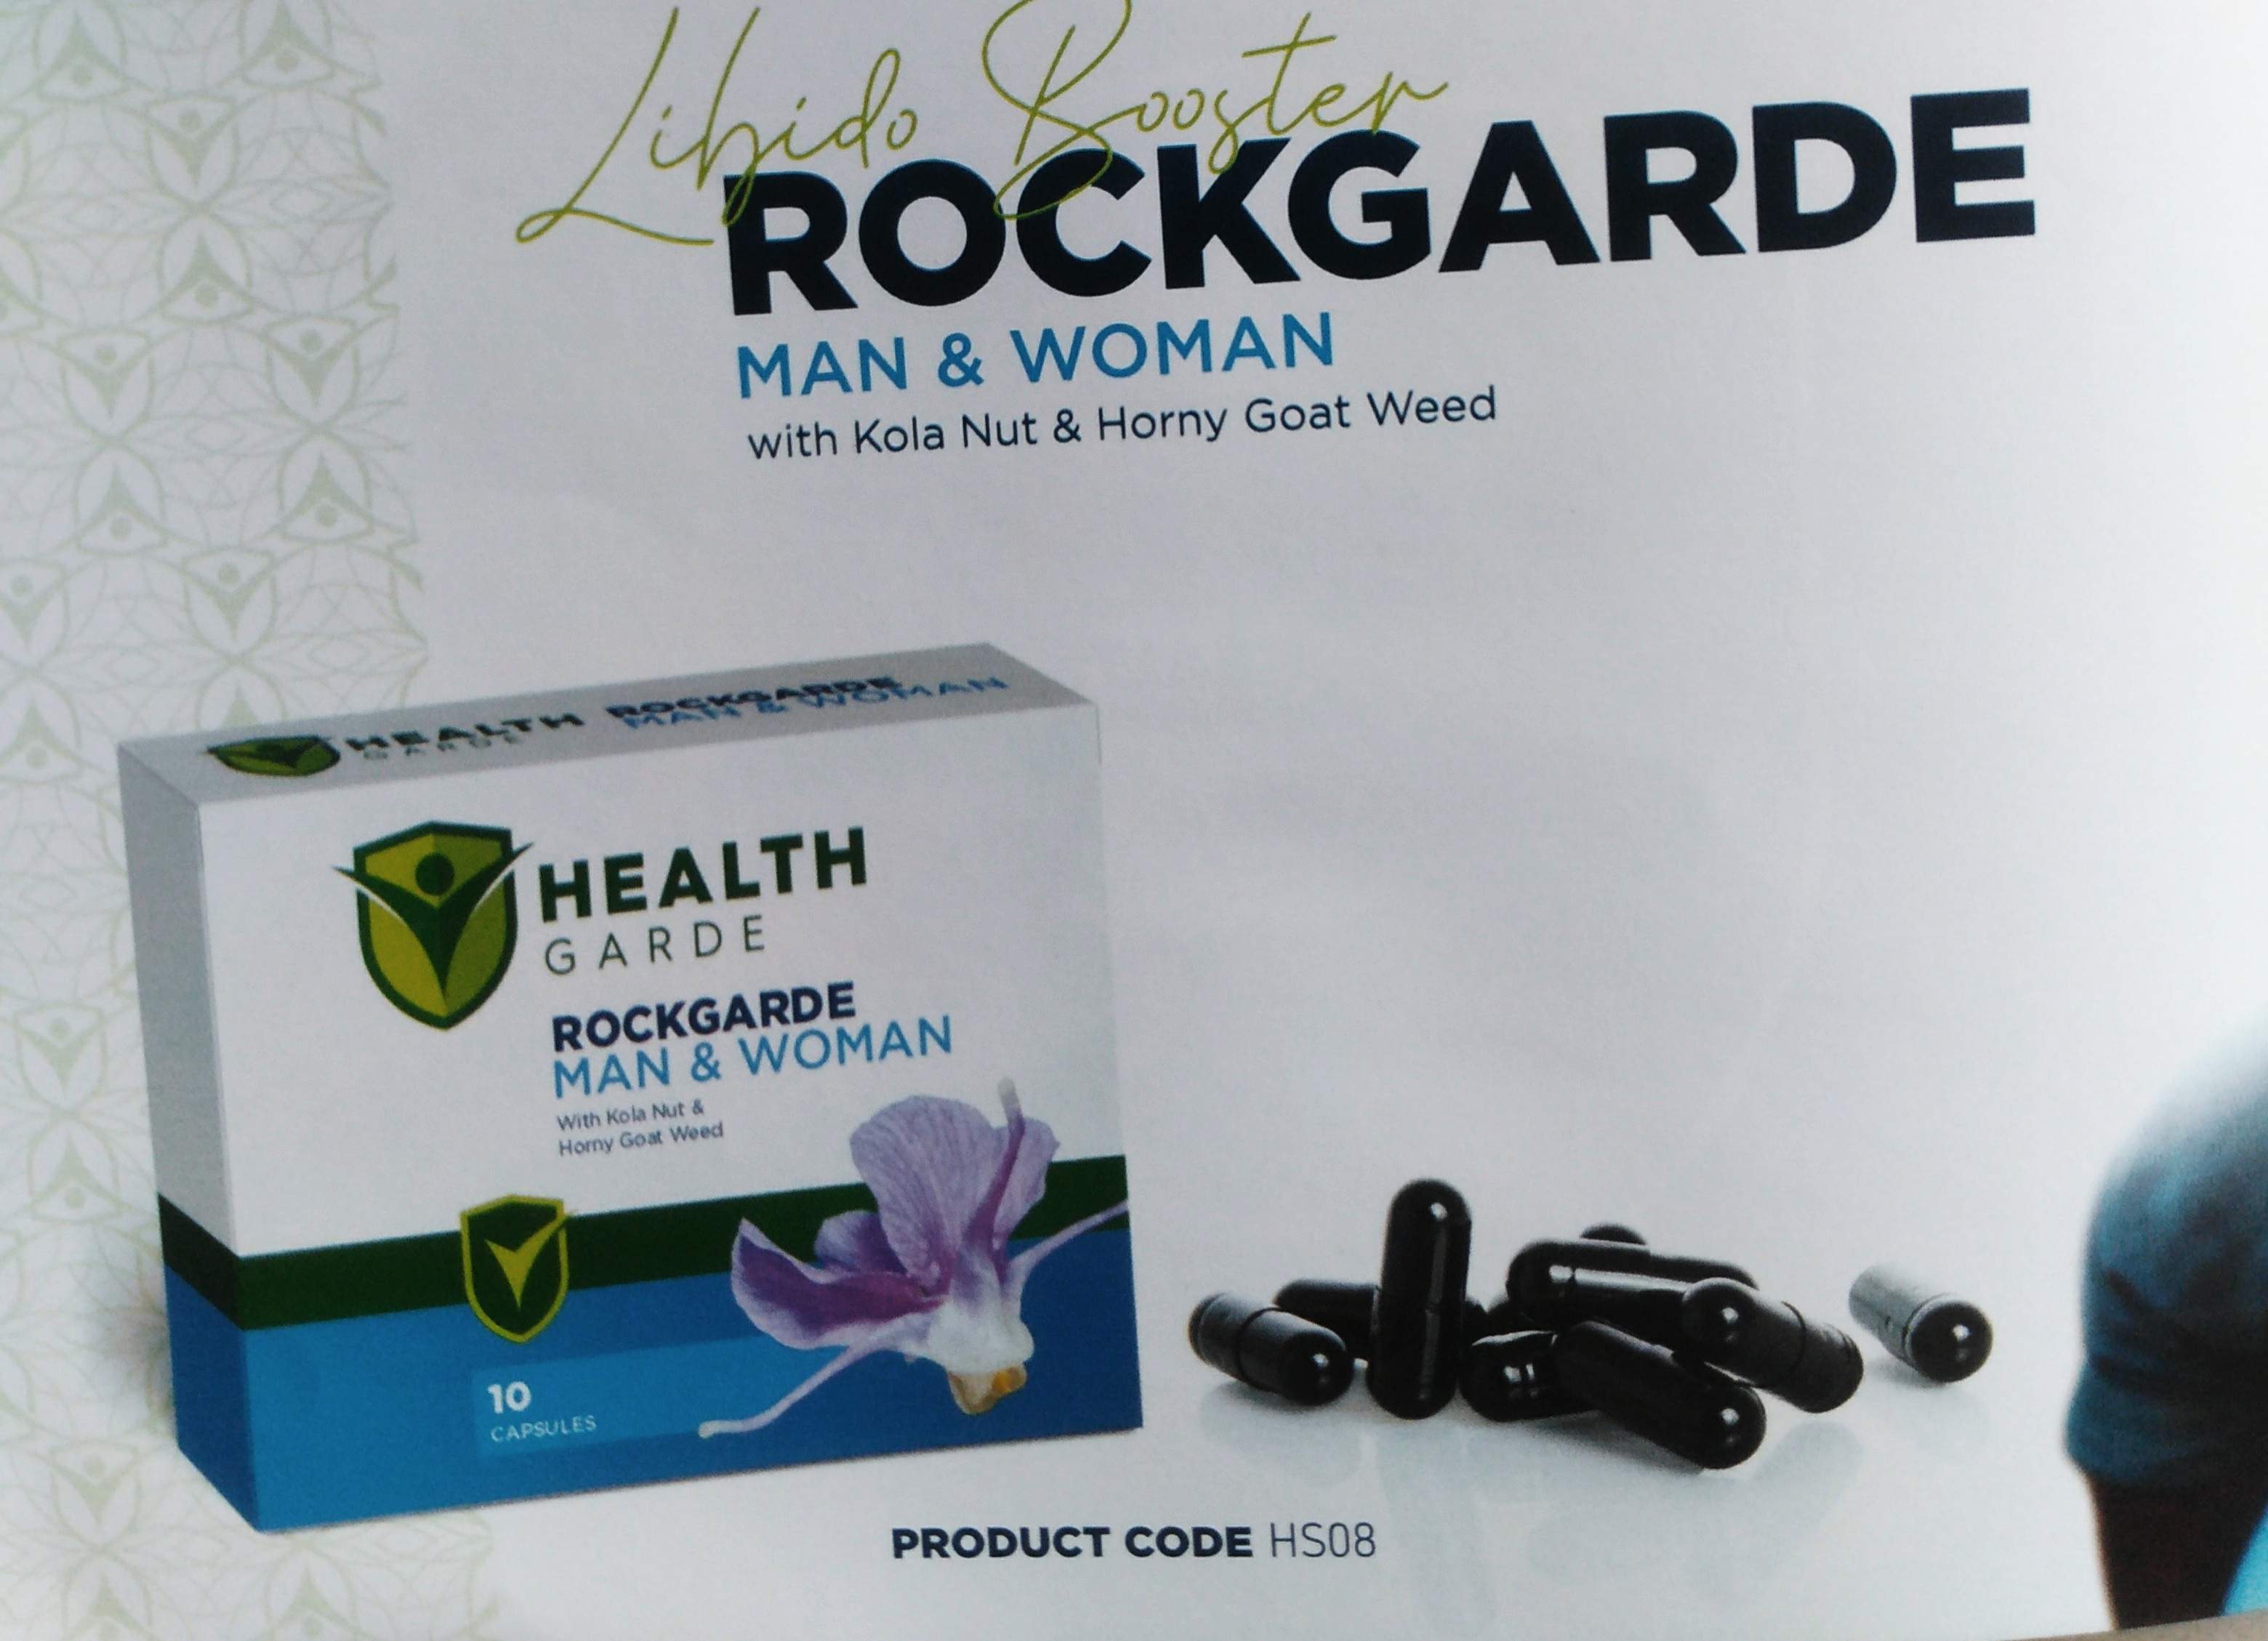 Libido Booster
ROCKGARDE
MAN & WOMAN
with Kola Nut & Horny Goat Weed
HEALTH
GARDE
ROCKGARDE
MAN & WOMAN
HEALTH
GARDE
ROCKGARDE
MAN & WOMAN
With Kola Nut &
Horny Goat Weed
10
CAPSULES
PRODUCT CODE HS08